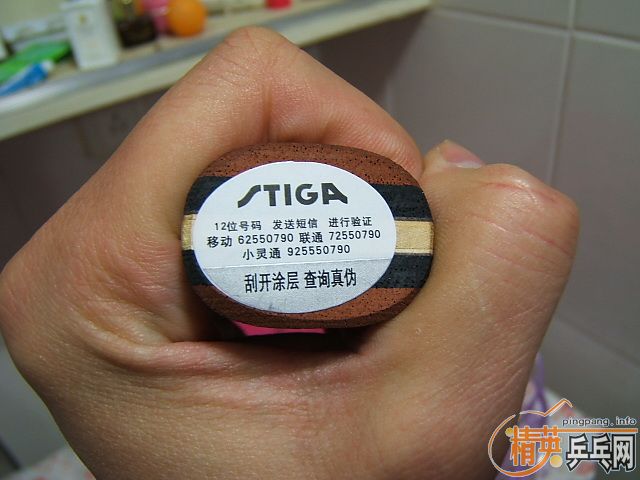 STIGA
12位号码 发送短信 进行验证
移动 62550790 联通 72550790
小灵通 925550790
刮开涂层 查询真伪
pingpang.info
精英乒乓网